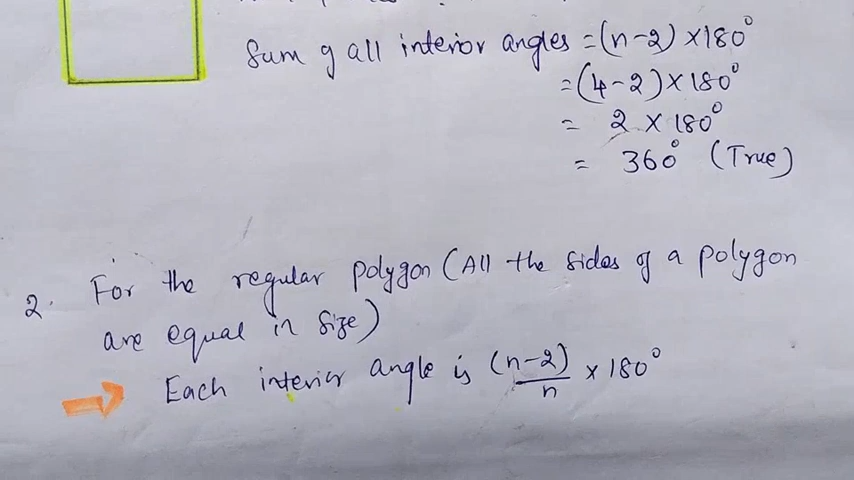 Sum of all interior angles = (n-2) × 180°
= (4-2) × 180°
= 2 × 180°
= 360° (True)
2. For the regular polygon (All the sides of a polygon
are equal in size)
Each interior angle is (n-2)/n × 180°